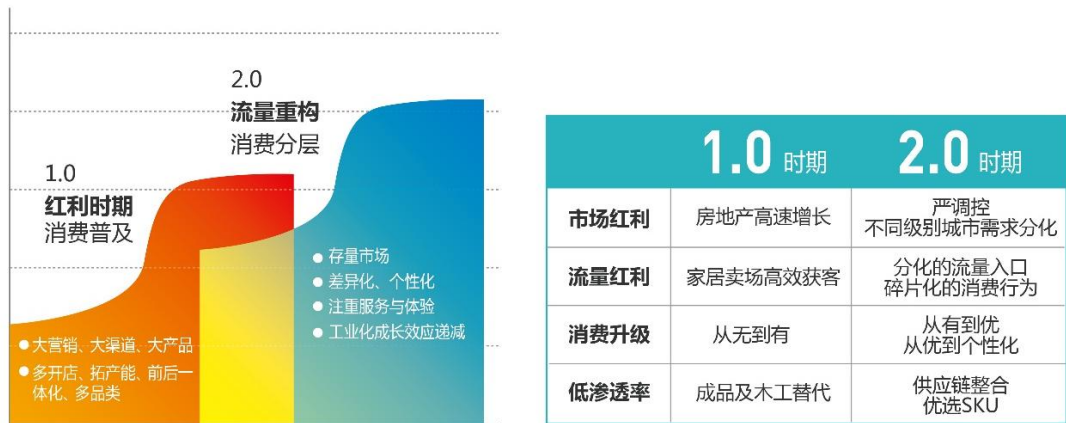 2.0
流量重构
消费分层
1.0
红利时期
消费普及
● 存量市场
● 差异化、个性化
● 注重服务与体验
● 工业化成长效应递减
● 大营销、大渠道、大产品
● 多开店、拓产能、前后一
体化、多品类
1.0 时期 2.0 时期
市场红利 房地产高速增长 严调控
不同级别城市需求分化
流量红利 家居卖场高效获客 分化的流量入口
碎片化的消费行为
消费升级 从无到有 从有到优
从优到个性化
低渗透率 成品及木工替代 供应链整合
优选SKU